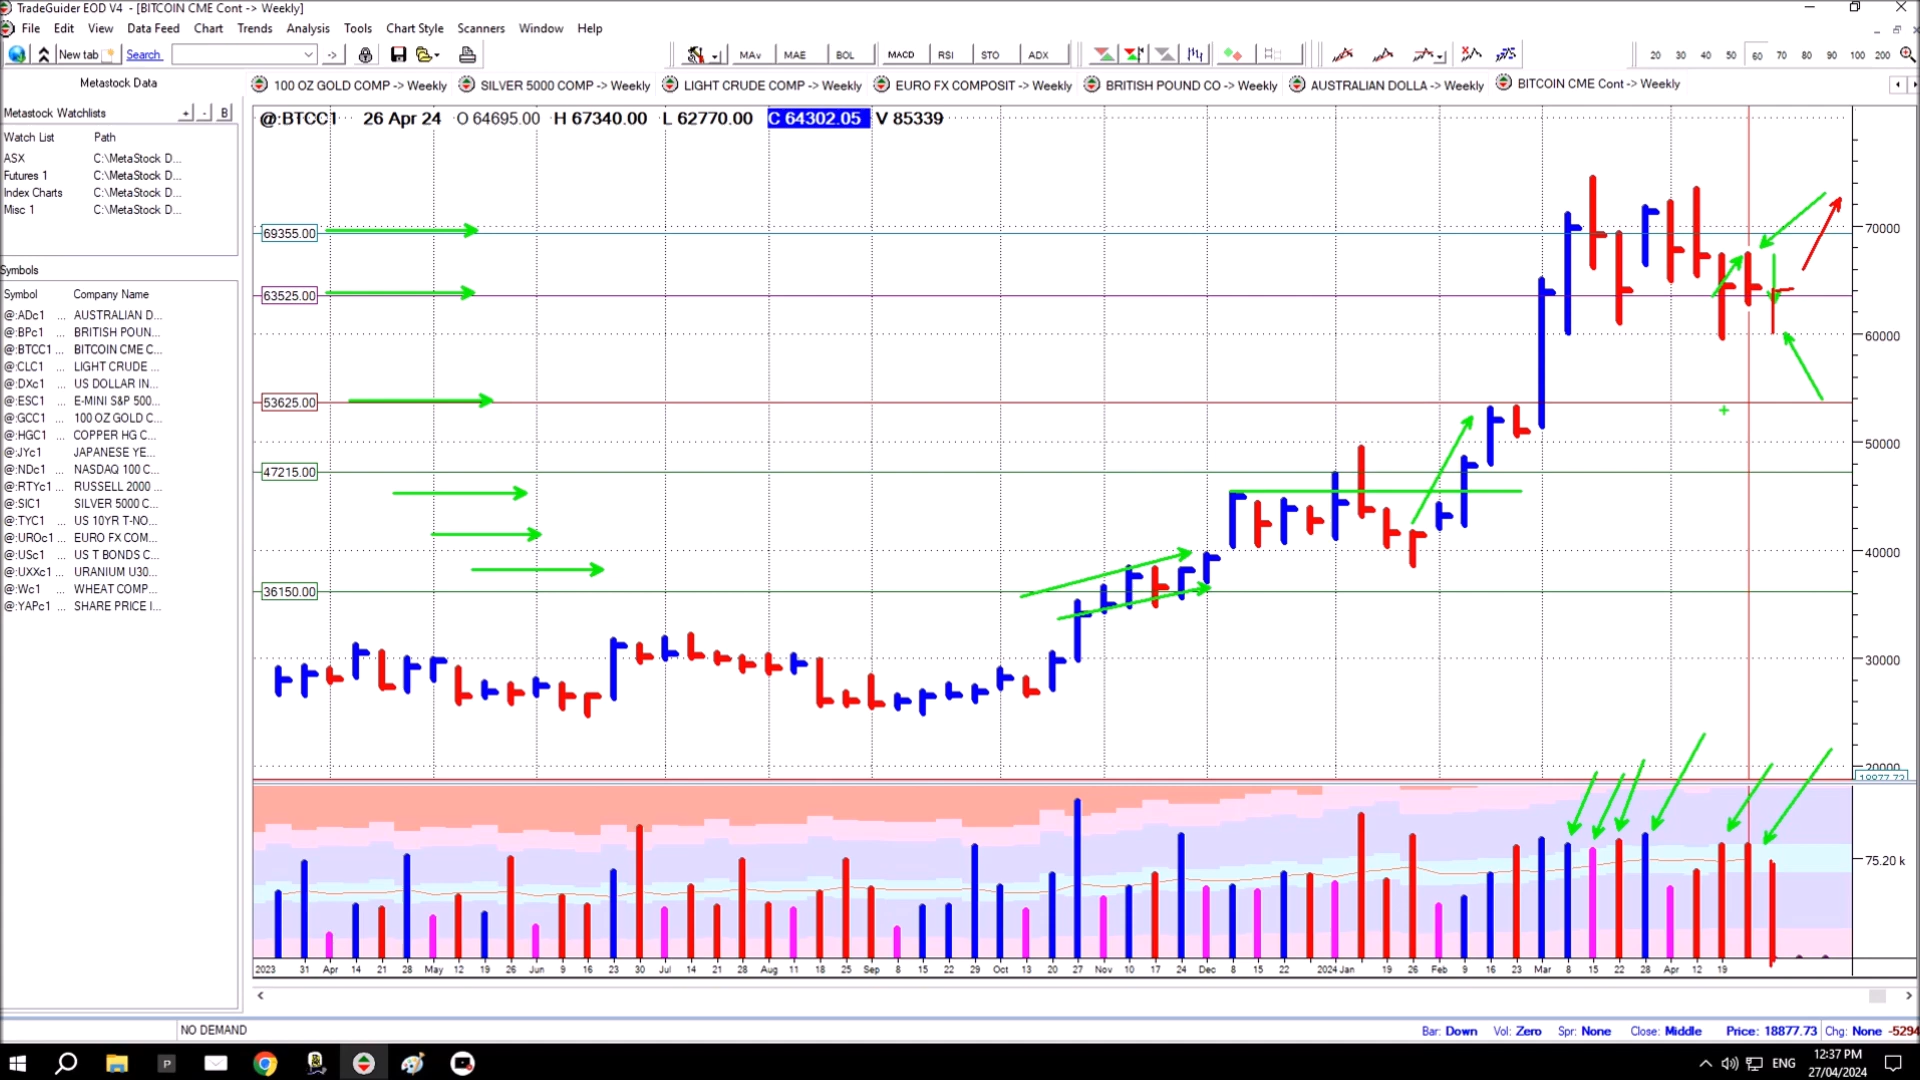 TradeGuider EOD V4 - [BITCOIN CME Cont -> Weekly]
File Edit View Data Feed Chart Trends Analysis Tools Chart Style Scanners Window Help
New tab Search -> MAv MAE BOL MACD RSI STO ADX 20 30 40 50 60 70 80 90 100 200
Metastock Data
100 OZ GOLD COMP -> Weekly SILVER 5000 COMP -> Weekly LIGHT CRUDE COMP -> Weekly EURO FX COMPOSIT -> Weekly BRITISH POUND CO -> Weekly AUSTRALIAN DOLLA -> Weekly BITCOIN CME Cont -> Weekly
Metastock Watchlists + - B
Watch List Path
ASX C:\MetaStock D...
Futures 1 C:\MetaStock D...
Index Charts C:\MetaStock D...
Misc 1 C:\MetaStock D...
Symbols
Symbol Company Name
@:ADc1 ... AUSTRALIAN D...
@:BPc1 ... BRITISH POUN...
@:BTCC1 ... BITCOIN CME C...
@:CLC1 ... LIGHT CRUDE ...
@:DXc1 ... US DOLLAR IN...
@:ESC1 ... E-MINI S&P 500...
@:GCC1 ... 100 OZ GOLD C...
@:HGC1 ... COPPER HG C...
@:JYc1 ... JAPANESE YE...
@:NDc1 ... NASDAQ 100 C...
@:RTYc1 ... RUSSELL 2000 ...
@:SIC1 ... SILVER 5000 C...
@:TYC1 ... US 10YR T-NO...
@:UROc1 ... EURO FX COM...
@:USc1 ... US T BONDS C...
@:UXXc1 ... URANIUM U30...
@:Wc1 ... WHEAT COMP...
@:YAPc1 ... SHARE PRICE I...
@:BTCC1 26 Apr 24 O 64695.00 H 67340.00 L 62770.00 C 64302.05 V 85339
69355.00
63525.00
53625.00
47215.00
36150.00
70000
60000
50000
40000
30000
20000
18877.73
75.20 k
2023 31 Apr 14 21 28 May 12 19 26 Jun 9 16 23 30 Jul 14 21 28 Aug 11 18 25 Sep 8 15 22 29 Oct 13 20 27 Nov 10 17 24 Dec 8 15 22 2024 Jan 19 26 Feb 9 16 23 Mar 8 15 22 28 Apr 12 19
NO DEMAND Bar: Down Vol: Zero Spr: None Close: Middle Price: 18877.73 Chg: None -5294
ENG
12:37 PM
27/04/2024